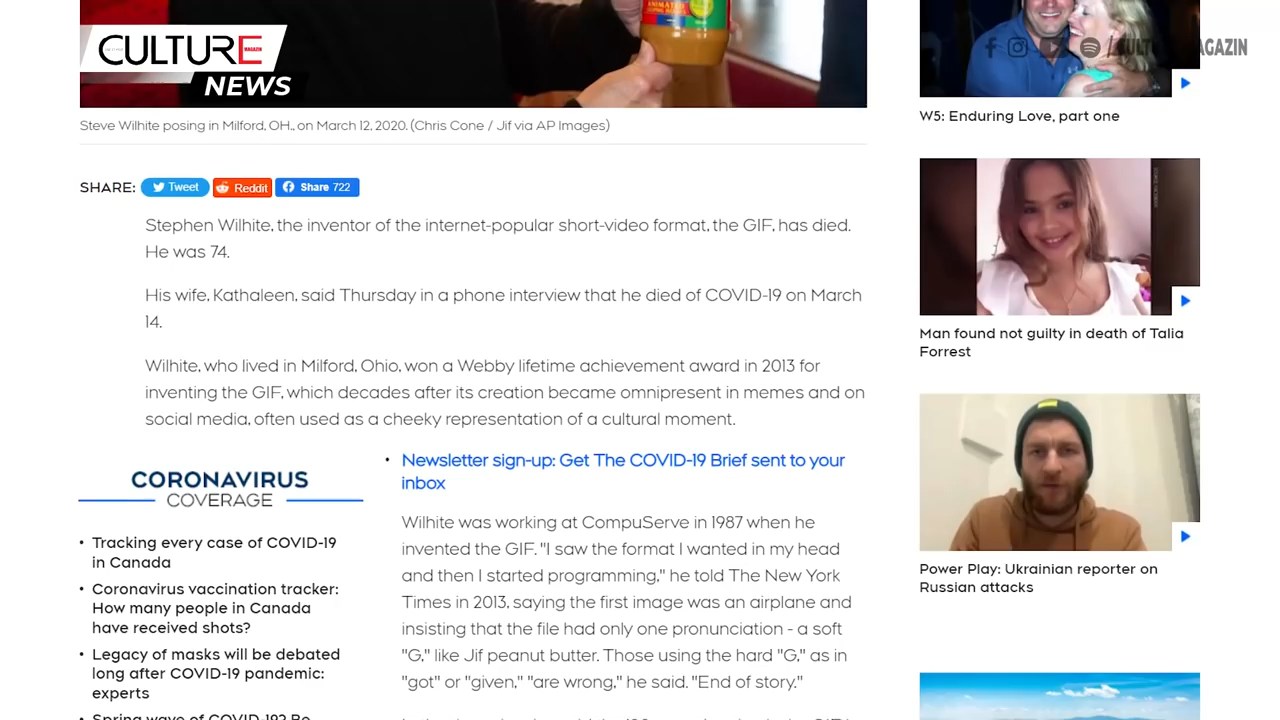 CULTURE
MAGAZIN
NEWS
Steve Wilhite posing in Milford, OH., on March 12, 2020. (Chris Cone / Jif via AP Images)
SHARE: Tweet Reddit Share 722
Stephen Wilhite, the inventor of the internet-popular short-video format, the GIF, has died.
He was 74.
His wife, Kathaleen, said Thursday in a phone interview that he died of COVID-19 on March
14.
Wilhite, who lived in Milford, Ohio, won a Webby lifetime achievement award in 2013 for
inventing the GIF, which decades after its creation became omnipresent in memes and on
social media, often used as a cheeky representation of a cultural moment.
CORONAVIRUS
COVERAGE
• Tracking every case of COVID-19
in Canada
• Coronavirus vaccination tracker:
How many people in Canada
have received shots?
• Legacy of masks will be debated
long after COVID-19 pandemic:
experts
• Spring wave of COVID-19? Be
• Newsletter sign-up: Get The COVID-19 Brief sent to your
inbox
Wilhite was working at CompuServe in 1987 when he
invented the GIF. "I saw the format I wanted in my head
and then I started programming," he told The New York
Times in 2013, saying the first image was an airplane and
insisting that the file had only one pronunciation - a soft
"G," like Jif peanut butter. Those using the hard "G," as in
"got" or "given," "are wrong," he said. "End of story."
W5: Enduring Love, part one
Man found not guilty in death of Talia
Forrest
Power Play: Ukrainian reporter on
Russian attacks